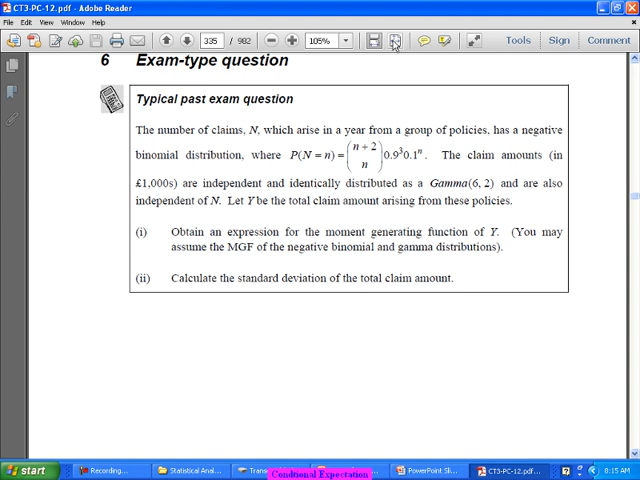 CT3-PC-12.pdf - Adobe Reader
File Edit View Window Help
335 / 982 105% Tools Sign Comment
6 Exam-type question
Typical past exam question
The number of claims, N, which arise in a year from a group of policies, has a negative
binomial distribution, where P(N = n) = (n + 2 n) 0.9³ 0.1ⁿ. The claim amounts (in
£1,000s) are independent and identically distributed as a Gamma(6, 2) and are also
independent of N. Let Y be the total claim amount arising from these policies.
(i) Obtain an expression for the moment generating function of Y. (You may
assume the MGF of the negative binomial and gamma distributions).
(ii) Calculate the standard deviation of the total claim amount.
start Recording... Statistical Anal... PowerPoint Sl... CT3-PC-12.pdf... 8:15 AM
Condtional Expectation